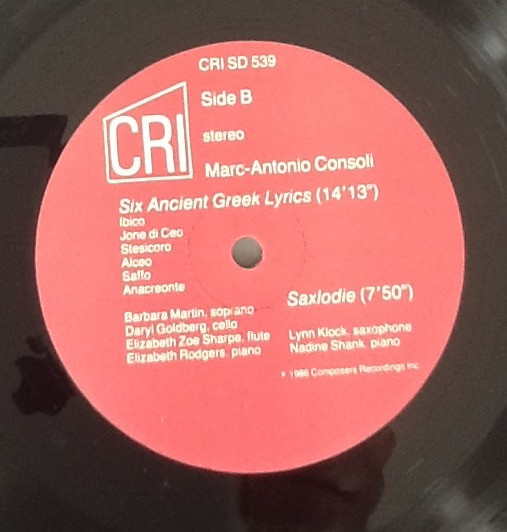 CRI SD 539
CRI
Side B
stereo
Marc-Antonio Consoli
Six Ancient Greek Lyrics (14'13")
Ibico
Jone di Ceo
Stesicoro
Alceo
Saffo
Anacreonte
Barbara Martin, soprano
Daryl Goldberg, cello
Elizabeth Zoe Sharpe, flute
Elizabeth Rodgers, piano
Saxlodie (7'50")
Lynn Klock, saxophone
Nadine Shank, piano
1986 Composers Recordings Inc